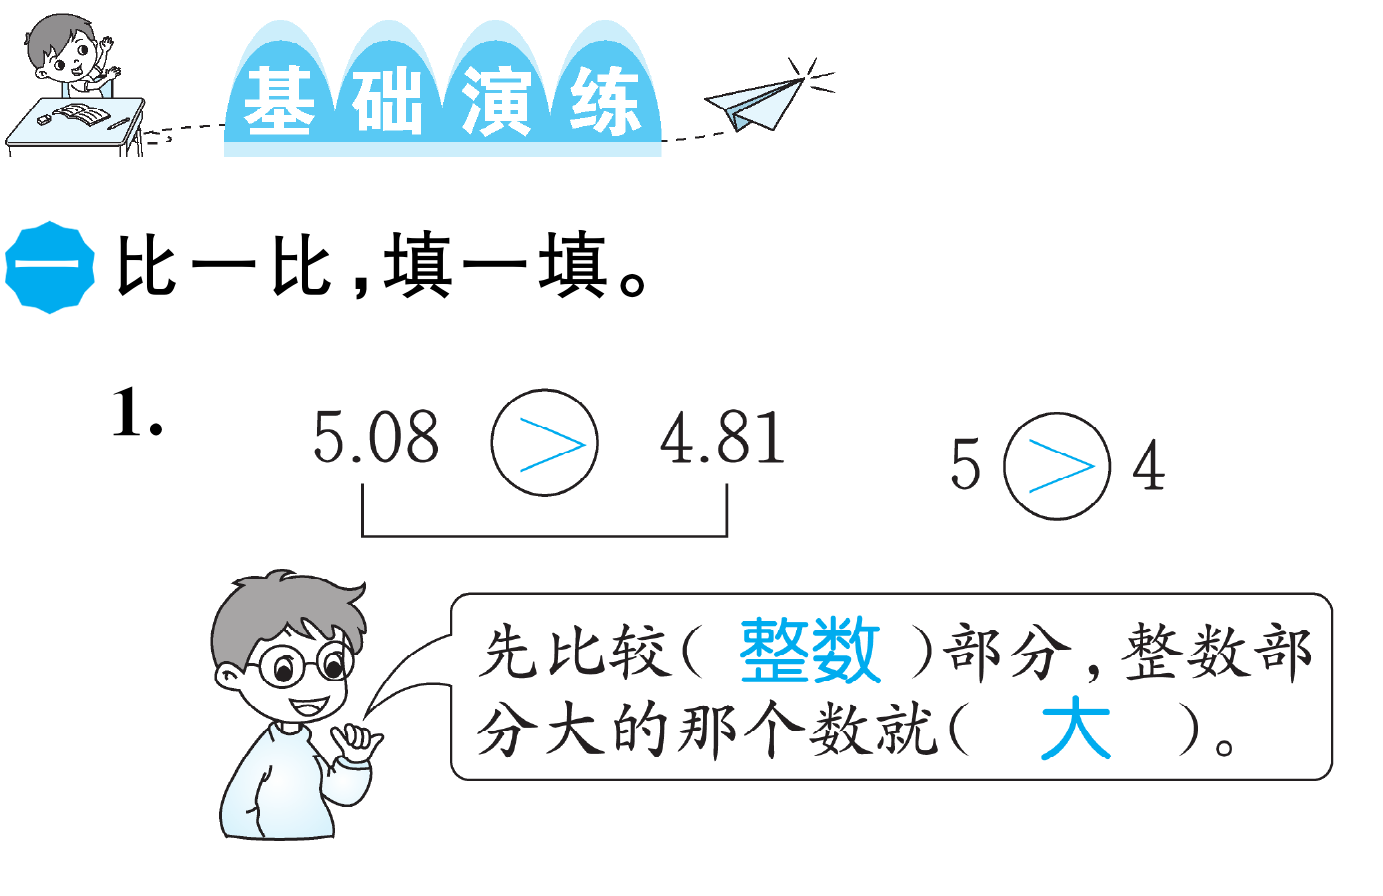 基础演练
一 比一比,填一填。
1. 5.08 > 4.81 5 > 4
先比较( 整数 )部分,整数部
分大的那个数就( 大 )。